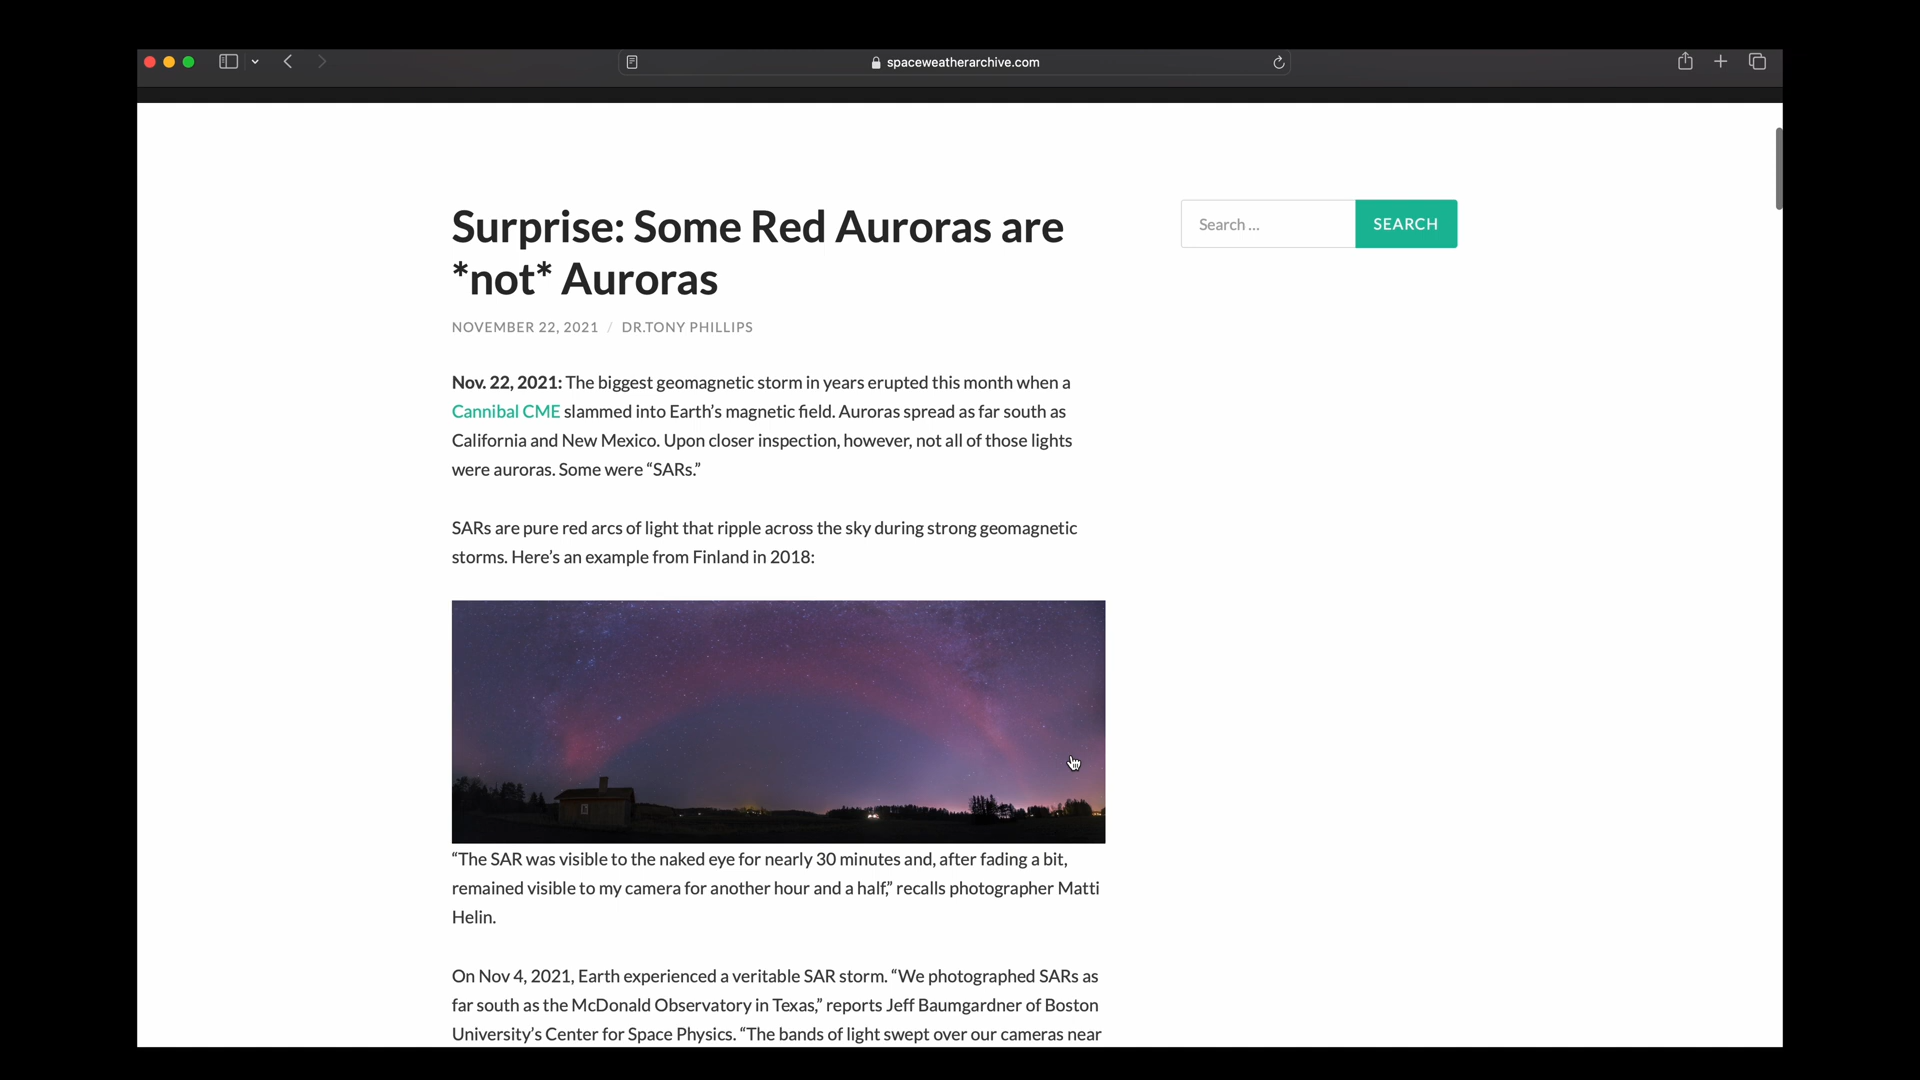 spaceweatherarchive.com
Surprise: Some Red Auroras are
*not* Auroras
Search ...
SEARCH
NOVEMBER 22, 2021 / DR.TONY PHILLIPS
Nov. 22, 2021: The biggest geomagnetic storm in years erupted this month when a
Cannibal CME slammed into Earth’s magnetic field. Auroras spread as far south as
California and New Mexico. Upon closer inspection, however, not all of those lights
were auroras. Some were “SARs.”
SARs are pure red arcs of light that ripple across the sky during strong geomagnetic
storms. Here’s an example from Finland in 2018:
“The SAR was visible to the naked eye for nearly 30 minutes and, after fading a bit,
remained visible to my camera for another hour and a half,” recalls photographer Matti
Helin.
On Nov 4, 2021, Earth experienced a veritable SAR storm. “We photographed SARs as
far south as the McDonald Observatory in Texas,” reports Jeff Baumgardner of Boston
University’s Center for Space Physics. “The bands of light swept over our cameras near